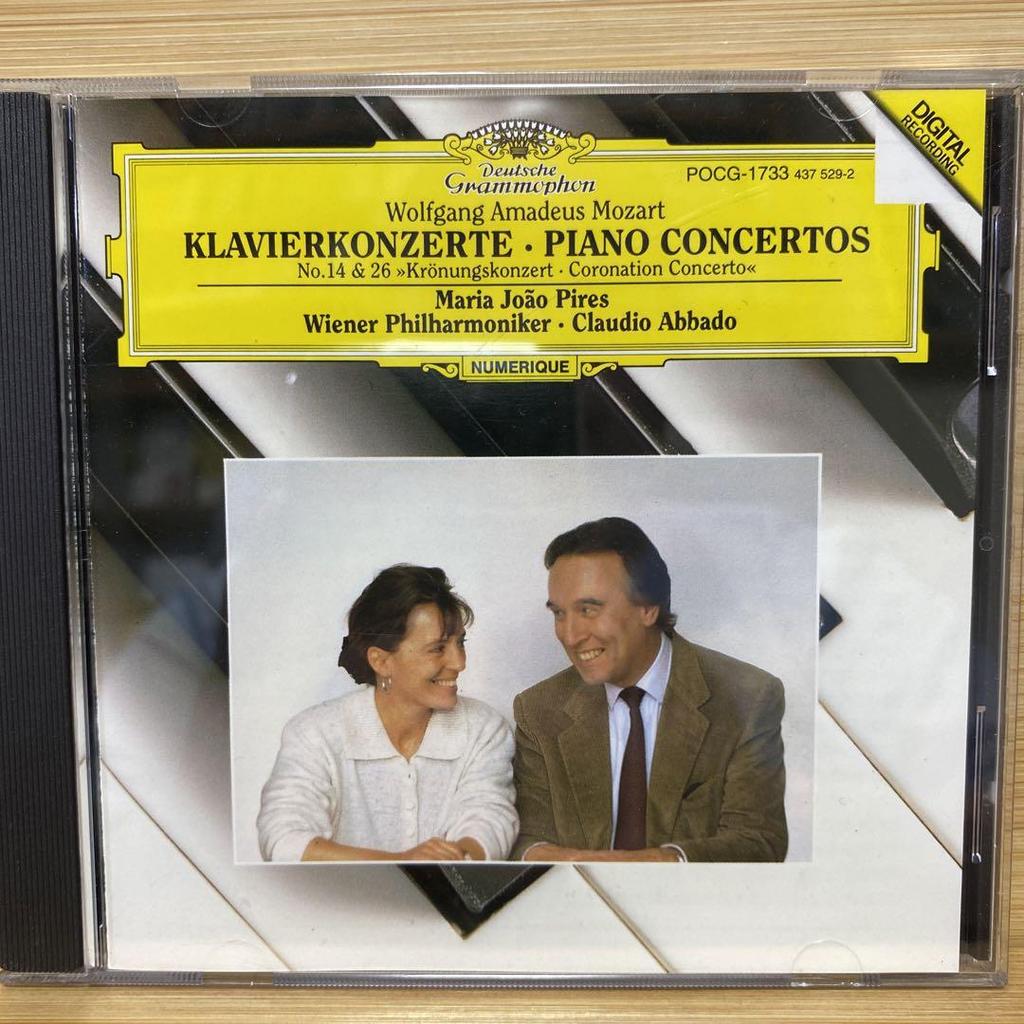 DIGITAL
RECORDING
Deutsche
Grammophon
POCG-1733 437 529-2
Wolfgang Amadeus Mozart
KLAVIERKONZERTE · PIANO CONCERTOS
No.14 & 26 »Krönungskonzert · Coronation Concerto«
Maria João Pires
Wiener Philharmoniker · Claudio Abbado
NUMERIQUE